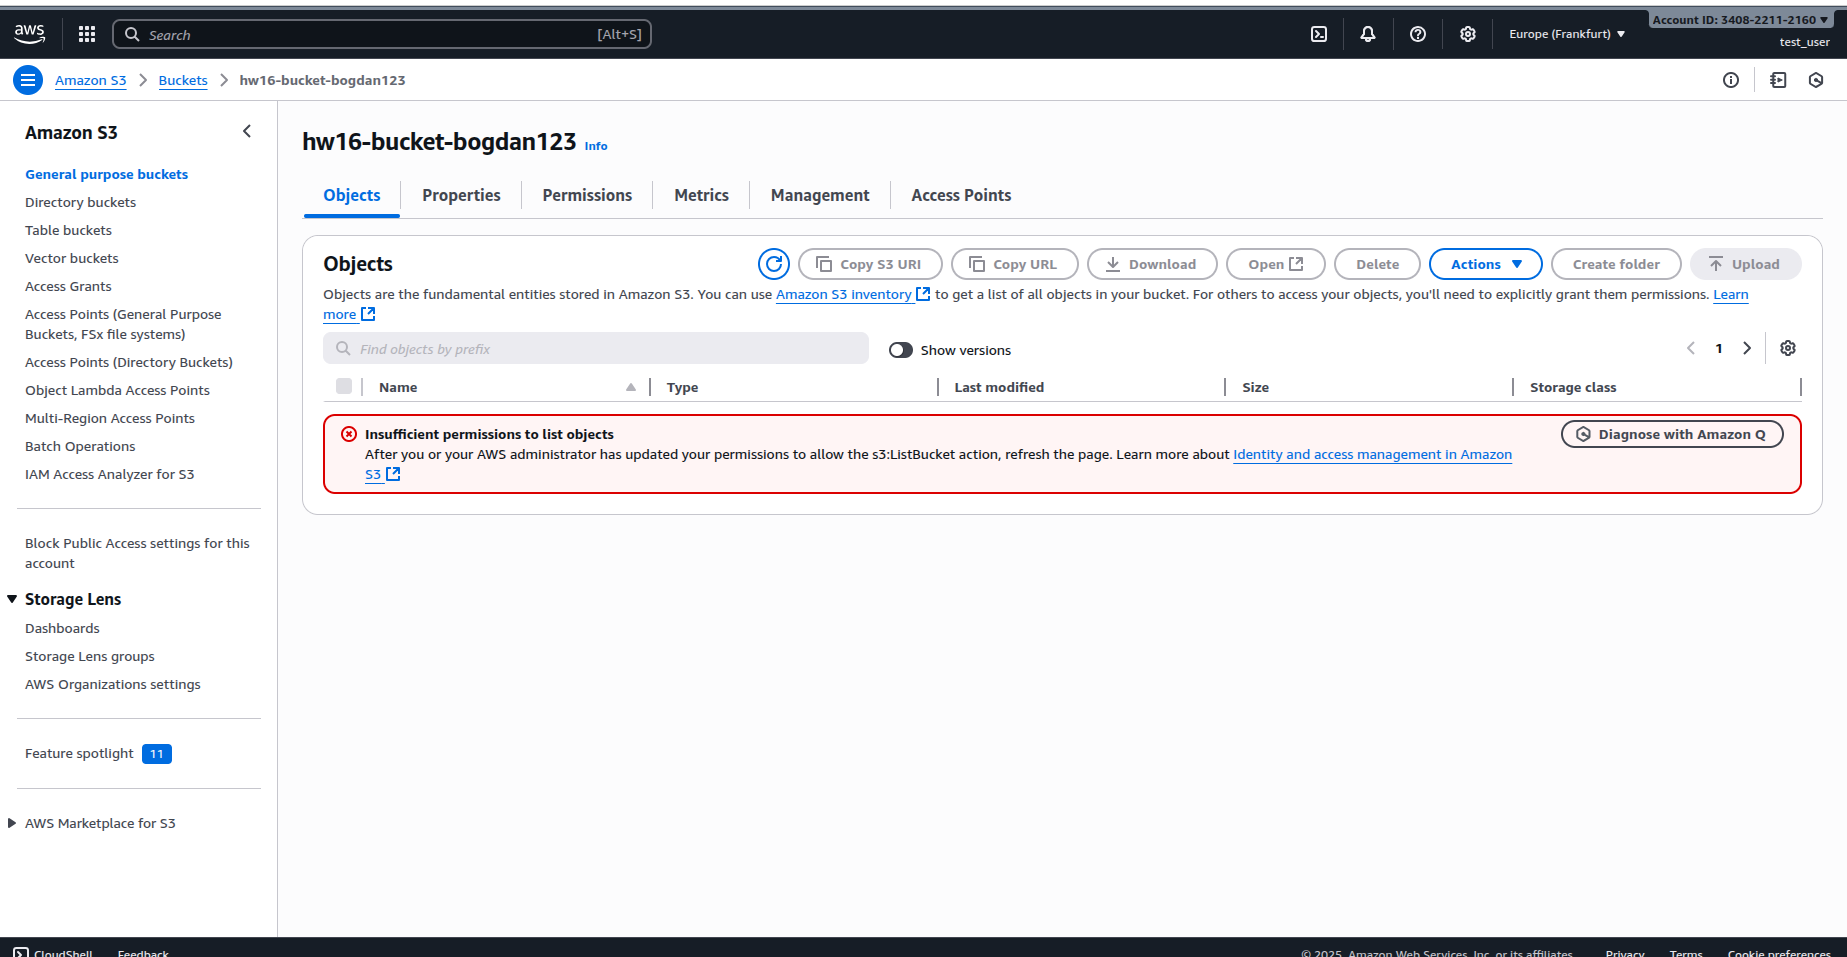 aws
Search [Alt+S]
Europe (Frankfurt)
Account ID: 3408-2211-2160
test_user
Amazon S3
Buckets
hw16-bucket-bogdan123
Amazon S3
General purpose buckets
Directory buckets
Table buckets
Vector buckets
Access Grants
Access Points (General Purpose
Buckets, FSx file systems)
Access Points (Directory Buckets)
Object Lambda Access Points
Multi-Region Access Points
Batch Operations
IAM Access Analyzer for S3
Block Public Access settings for this
account
Storage Lens
Dashboards
Storage Lens groups
AWS Organizations settings
Feature spotlight 11
AWS Marketplace for S3
hw16-bucket-bogdan123 Info
Objects Properties Permissions Metrics Management Access Points
Objects
Copy S3 URI Copy URL Download Open Delete Actions Create folder Upload
Objects are the fundamental entities stored in Amazon S3. You can use Amazon S3 inventory to get a list of all objects in your bucket. For others to access your objects, you'll need to explicitly grant them permissions. Learn
more
Find objects by prefix
Show versions
1
Name Type Last modified Size Storage class
Insufficient permissions to list objects
After you or your AWS administrator has updated your permissions to allow the s3:ListBucket action, refresh the page. Learn more about Identity and access management in Amazon
S3
Diagnose with Amazon Q
CloudShell Feedback
© 2025, Amazon Web Services, Inc. or its affiliates. Privacy Terms Cookie preferences